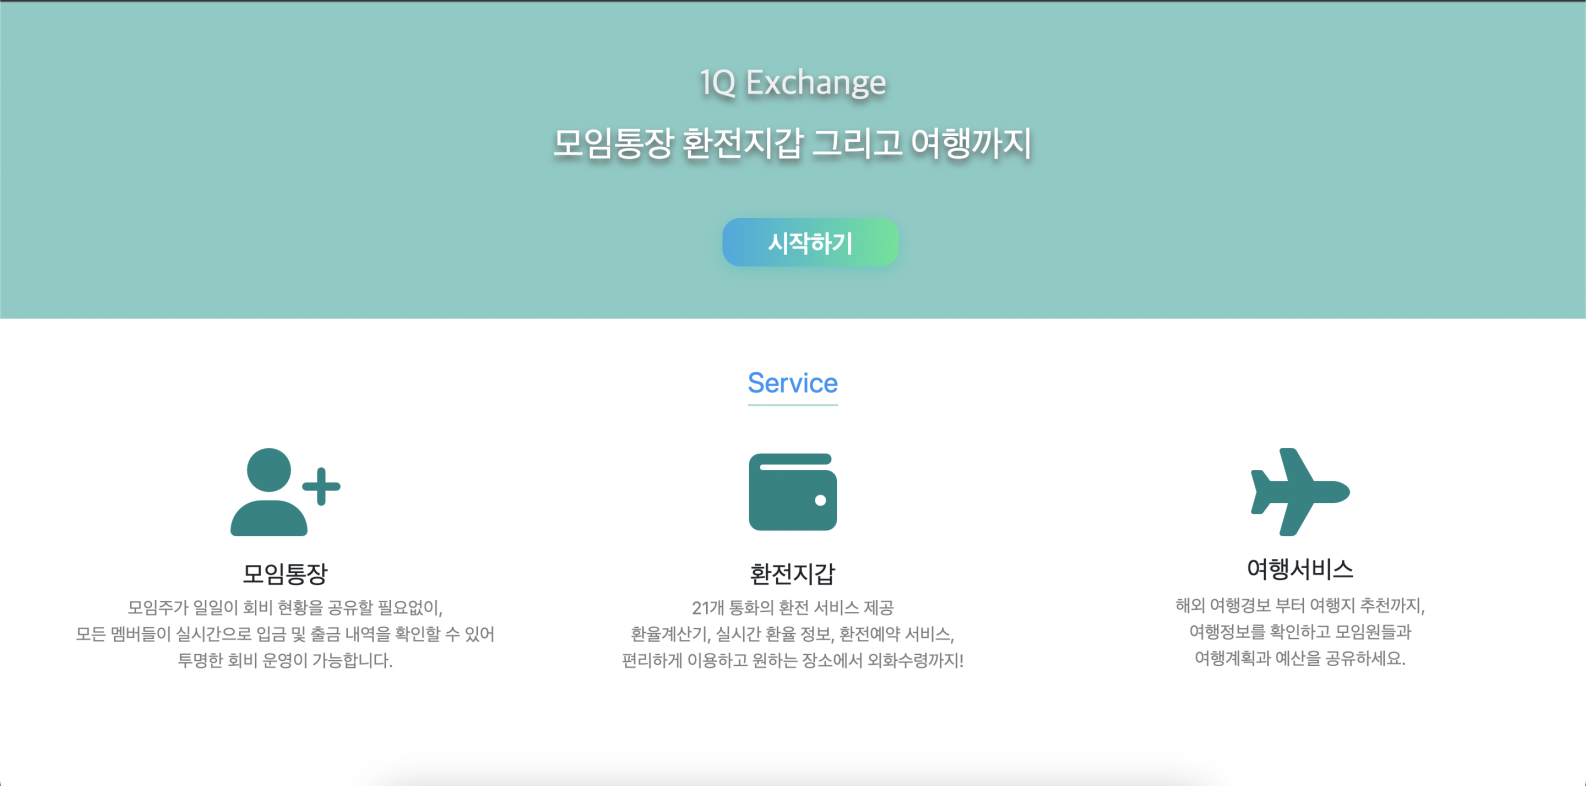 1Q Exchange
모임통장 환전지갑 그리고 여행까지
시작하기
Service
모임통장
모임주가 일일이 회비 현황을 공유할 필요없이,
모든 멤버들이 실시간으로 입금 및 출금 내역을 확인할 수 있어
투명한 회비 운영이 가능합니다.
환전지갑
21개 통화의 환전 서비스 제공
환율계산기, 실시간 환율 정보, 환전예약 서비스,
편리하게 이용하고 원하는 장소에서 외화수령까지!
여행서비스
해외 여행경보 부터 여행지 추천까지,
여행정보를 확인하고 모임원들과
여행계획과 예산을 공유하세요.